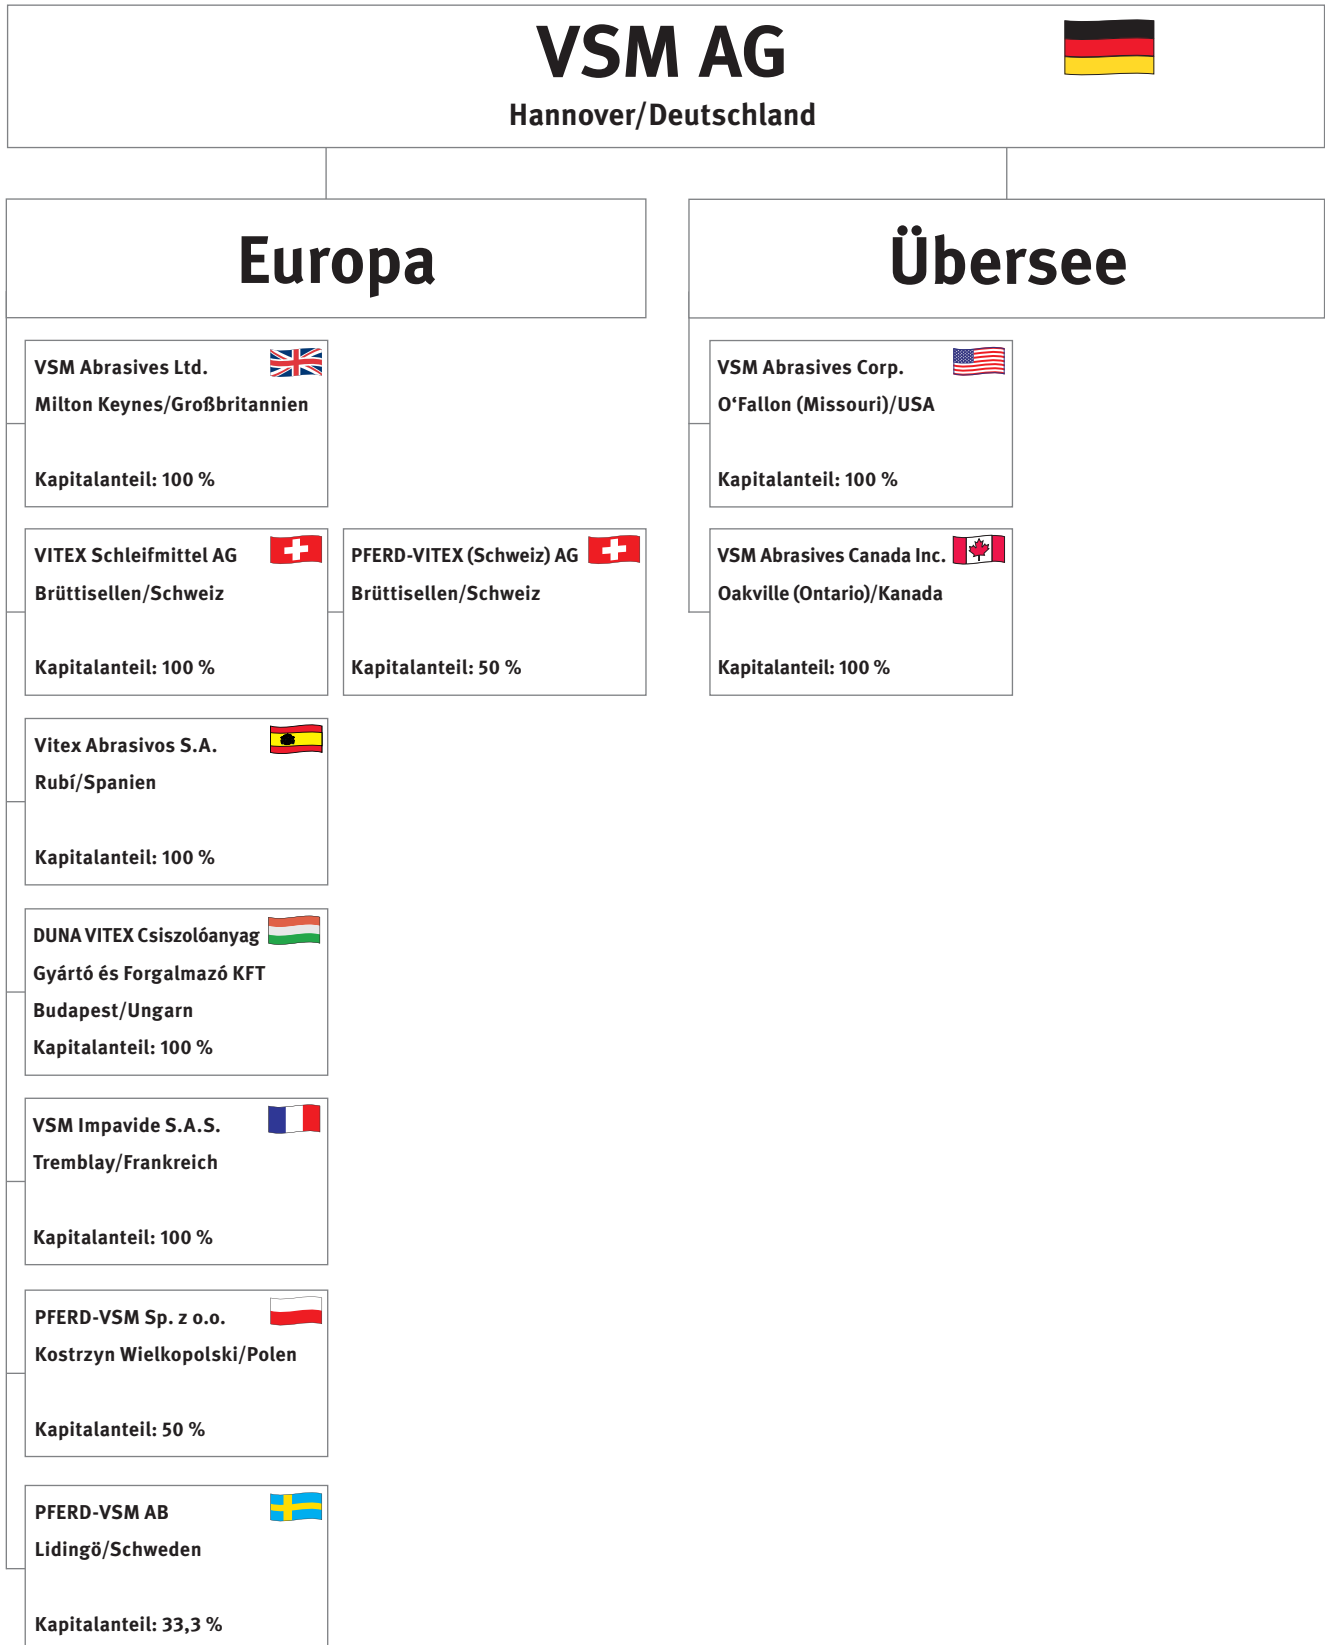 VSM AG
Hannover/Deutschland
Europa
Übersee
VSM Abrasives Ltd.
Milton Keynes/Großbritannien
Kapitalanteil: 100 %
VSM Abrasives Corp.
O‘Fallon (Missouri)/USA
Kapitalanteil: 100 %
VITEX Schleifmittel AG
Brüttisellen/Schweiz
Kapitalanteil: 100 %
PFERD-VITEX (Schweiz) AG
Brüttisellen/Schweiz
Kapitalanteil: 50 %
VSM Abrasives Canada Inc.
Oakville (Ontario)/Kanada
Kapitalanteil: 100 %
Vitex Abrasivos S.A.
Rubí/Spanien
Kapitalanteil: 100 %
DUNA VITEX Csiszolóanyag
Gyártó és Forgalmazó KFT
Budapest/Ungarn
Kapitalanteil: 100 %
VSM Impavide S.A.S.
Tremblay/Frankreich
Kapitalanteil: 100 %
PFERD-VSM Sp. z o.o.
Kostrzyn Wielkopolski/Polen
Kapitalanteil: 50 %
PFERD-VSM AB
Lidingö/Schweden
Kapitalanteil: 33,3 %